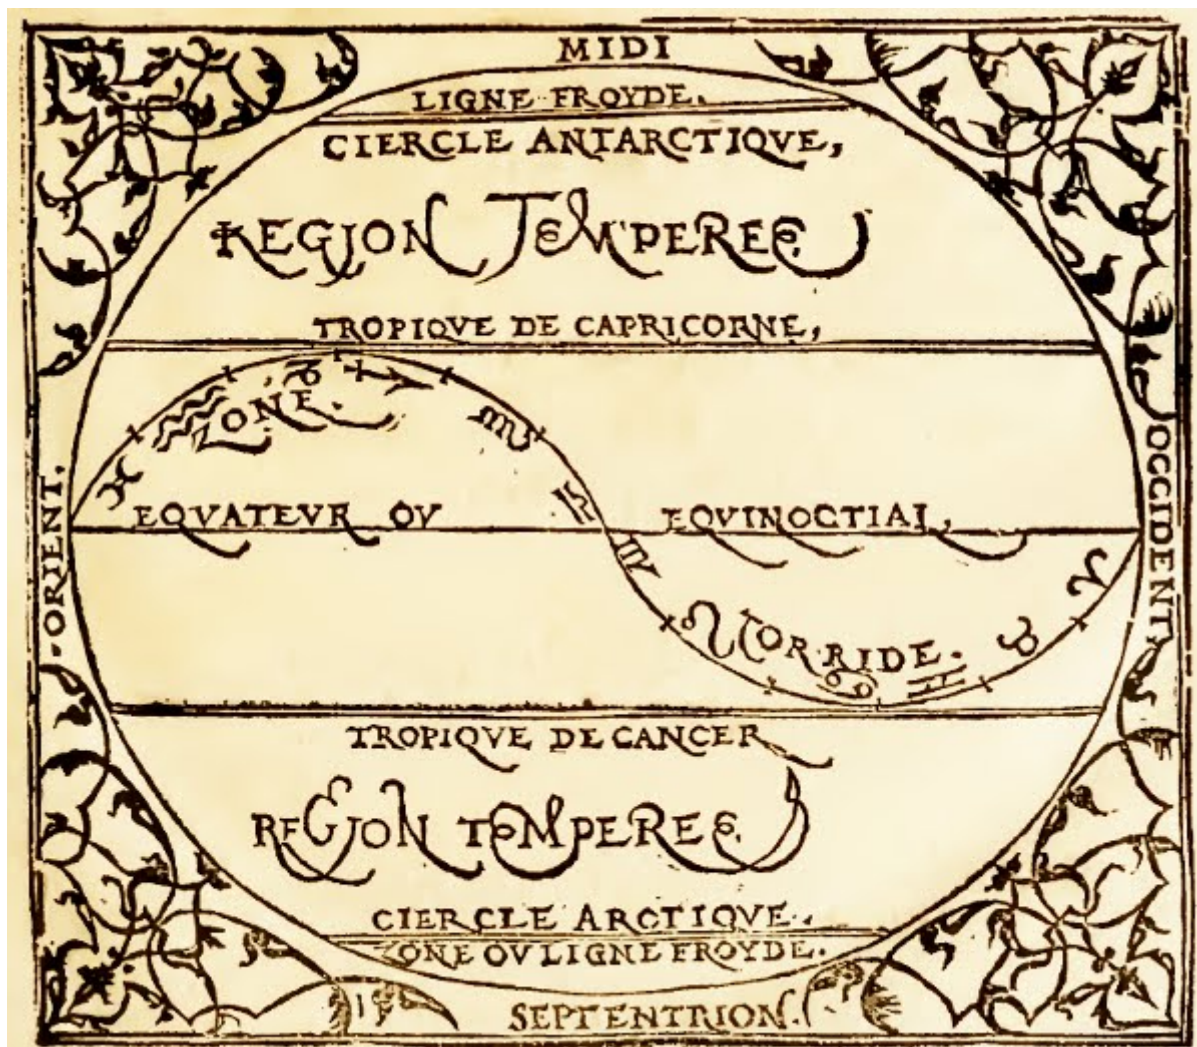 MIDI
LIGNE FROYDE.
CIERCLE ANTARCTIQVE,
REGION TEMPEREE
TROPIQVE DE CAPRICORNE,
ZONE.
EQVATEVR OV EQVINOCTIAL,
TORRIDE.
TROPIQVE DE CANCER
REGION TEMPEREE
CIERCLE ARCTIQVE.
ZONE OV LIGNE FROYDE.
SEPTENTRION.
ORIENT.
OCCIDENT,